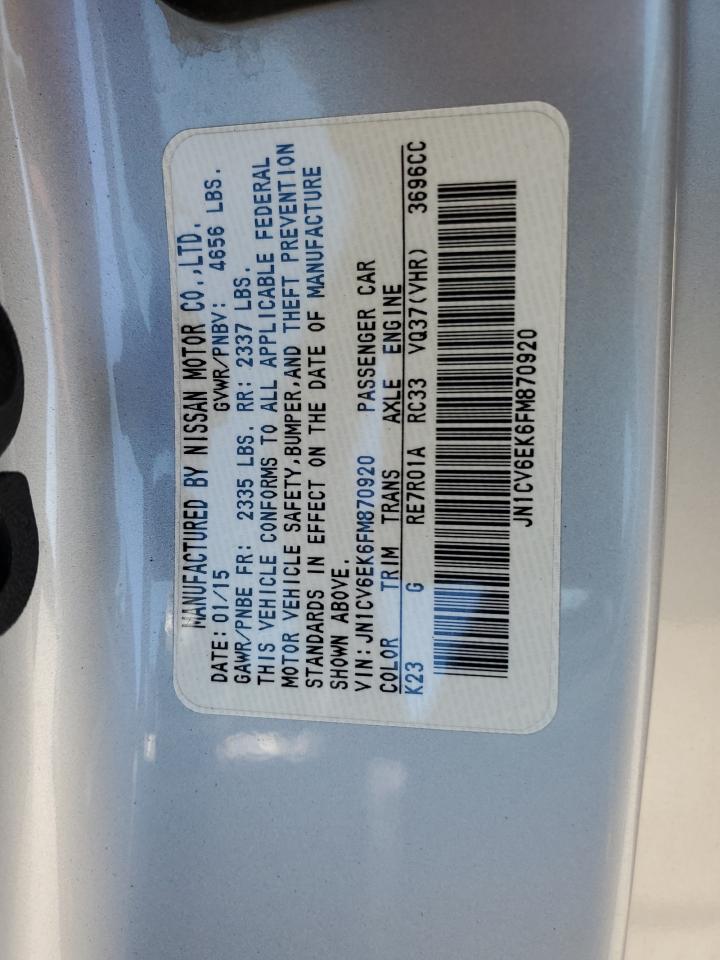 MANUFACTURED BY NISSAN MOTOR CO.,LTD.
DATE: 01/15 GVWR/PNBV: 4656 LBS.
GAWR/PNBE FR: 2335 LBS. RR: 2337 LBS.
THIS VEHICLE CONFORMS TO ALL APPLICABLE FEDERAL
MOTOR VEHICLE SAFETY,BUMPER,AND THEFT PREVENTION
STANDARDS IN EFFECT ON THE DATE OF MANUFACTURE
SHOWN ABOVE.
VIN: JN1CV6EK6FM870920 PASSENGER CAR
COLOR TRIM TRANS AXLE ENGINE
K23 G RE7R01A RC33 VQ37(VHR) 3696CC
JN1CV6EK6FM870920